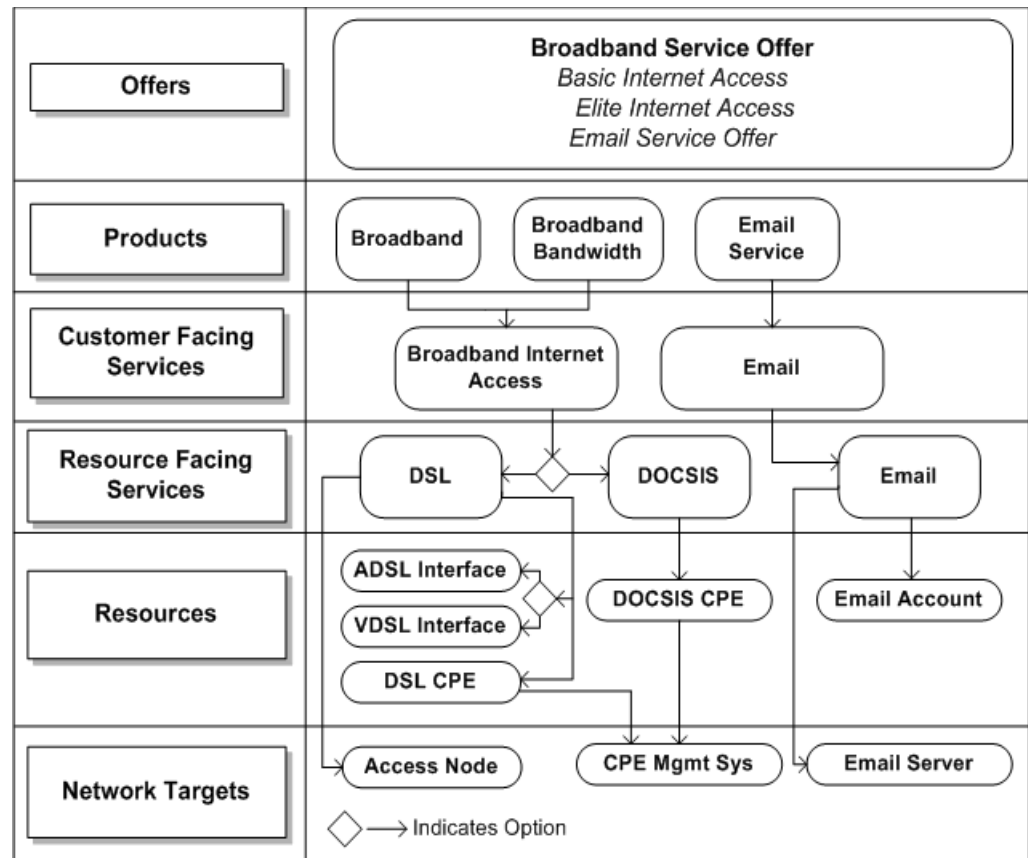 Offers
Broadband Service Offer
Basic Internet Access
Elite Internet Access
Email Service Offer
Products
Broadband
Broadband
Bandwidth
Email
Service
Customer Facing
Services
Broadband Internet
Access
Email
Resource Facing
Services
DSL
DOCSIS
Email
Resources
ADSL Interface
VDSL Interface
DSL CPE
DOCSIS CPE
Email Account
Network Targets
Access Node
CPE Mgmt Sys
Email Server
Indicates Option